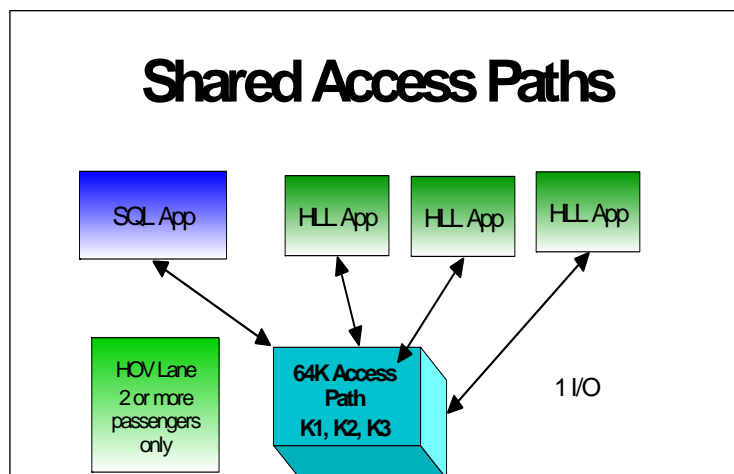 Shared Access Paths
SQL App
HLL App
HLL App
HLL App
HOV Lane
2 or more
passengers
only
64K Access
Path
K1, K2, K3
1 I/O